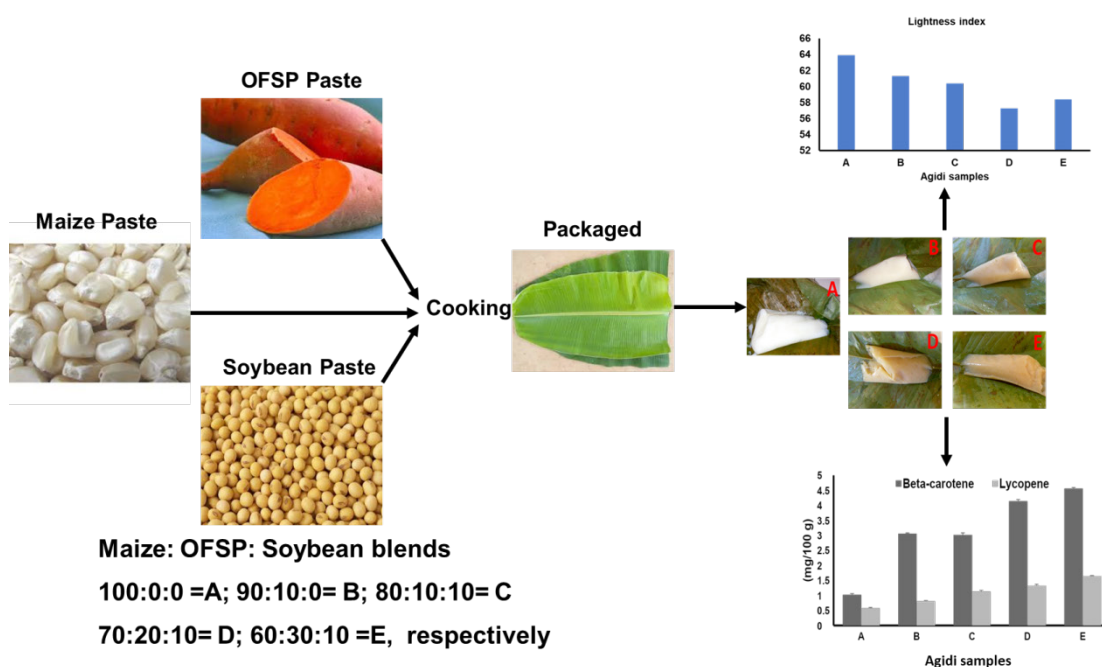 OFSP Paste
Maize Paste
Soybean Paste
Cooking
Packaged
A
B
C
D
E
Lightness index
66
64
62
60
58
56
54
52
A B C D E
Agidi samples
Beta-carotene Lycopene
(mg/100 g)
5
4.5
4
3.5
3
2.5
2
1.5
1
0.5
0
A B C D E
Agidi samples
Maize: OFSP: Soybean blends
100:0:0 =A; 90:10:0= B; 80:10:10= C
70:20:10= D; 60:30:10 =E, respectively